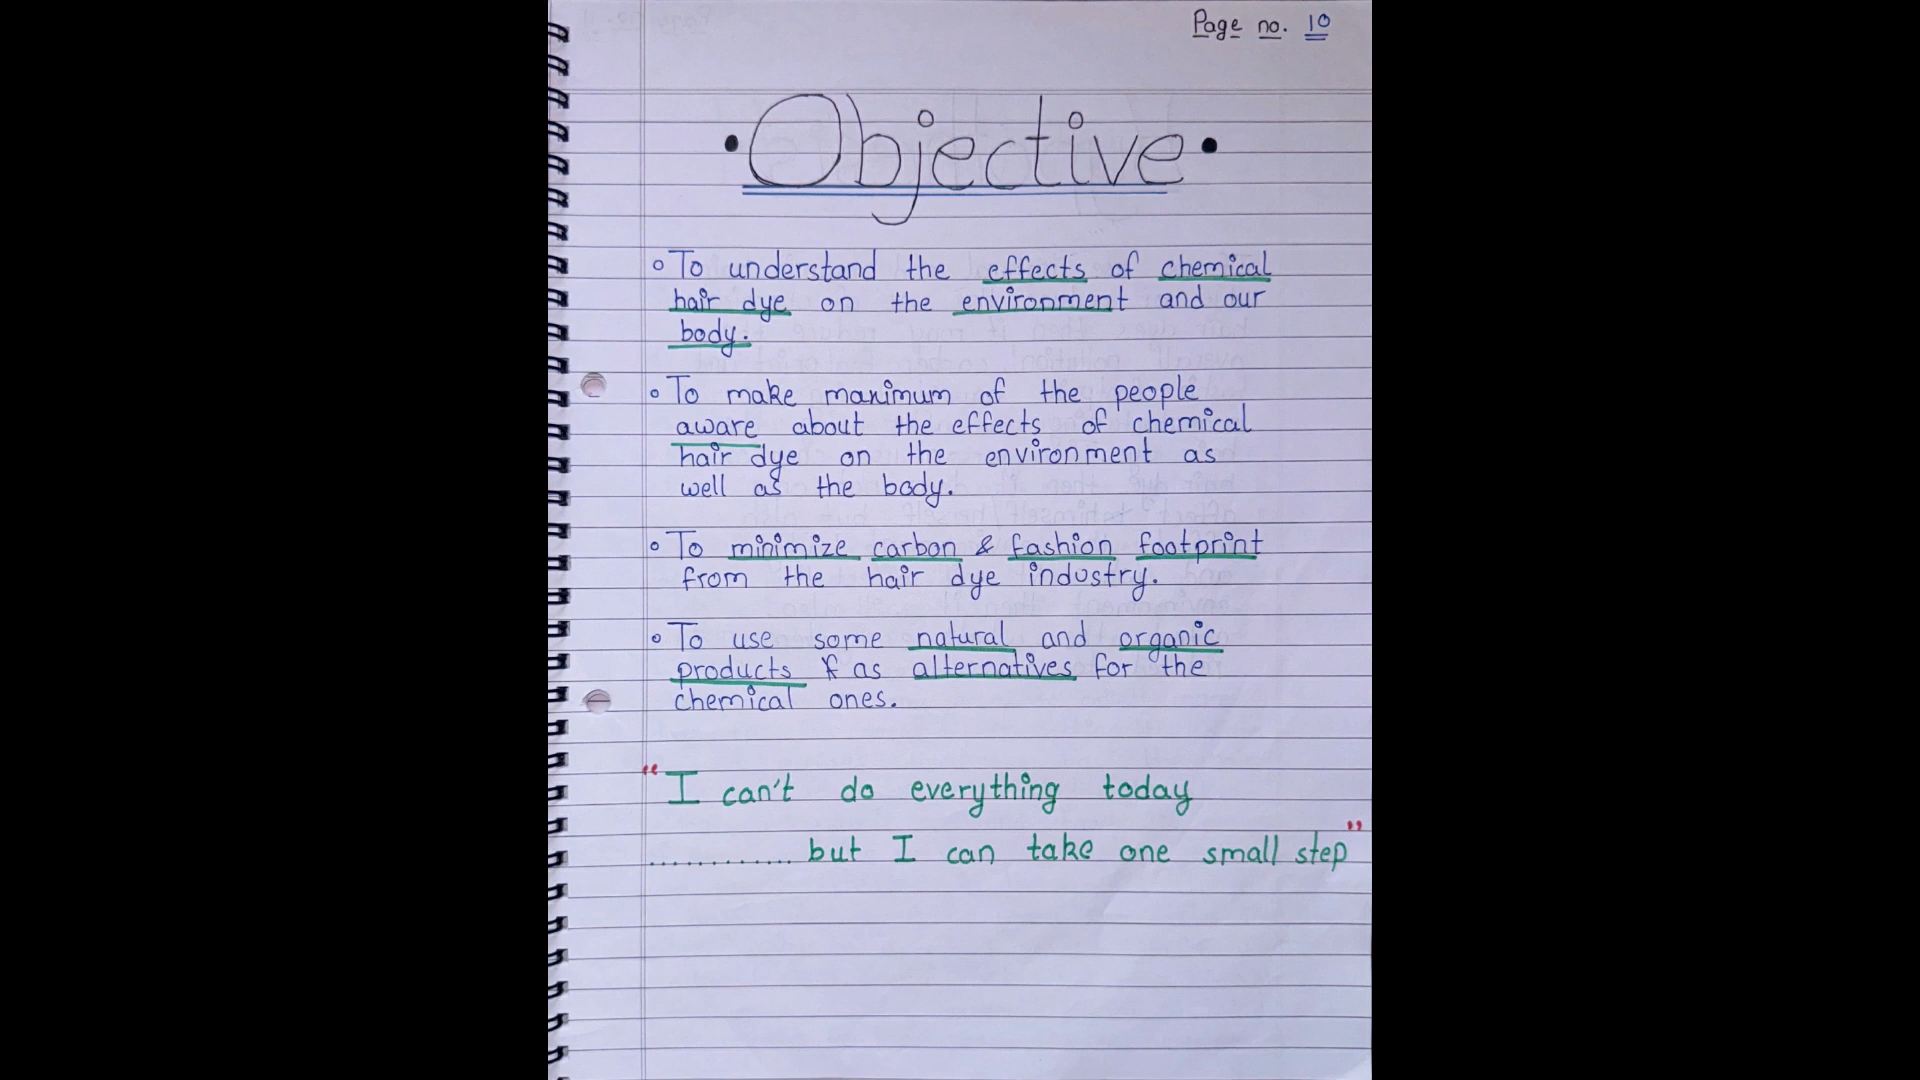 Page no. 10
• Objective •
∘ To understand the effects of chemical
hair dye on the environment and our
body.
∘ To make maximum of the people
aware about the effects of chemical
hair dye on the environment as
well as the body.
∘ To minimize carbon & fashion footprint
from the hair dye industry.
∘ To use some natural and organic
products as alternatives for the
chemical ones.
“I can't do everything today
............. but I can take one small step”